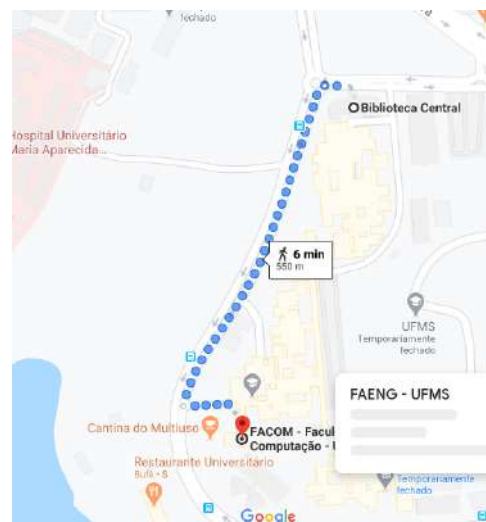 fechado
Biblioteca Central
Hospital Universitário
Maria Aparecida...
6 min
550 m
UFMS
Temporariamente
fechado
FAENG - UFMS
Cantina do Multiuso
FACOM - Facul
Computação - U
Restaurante Universitário
Bufê • $
Temporariamente
fechado
Google